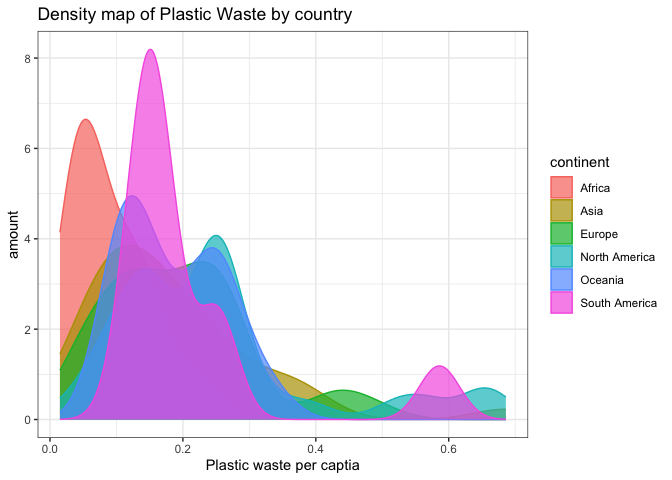 Density map of Plastic Waste by country
8
6
4
2
0
amount
0.0
0.2
0.4
0.6
Plastic waste per captia
continent
Africa
Asia
Europe
North America
Oceania
South America